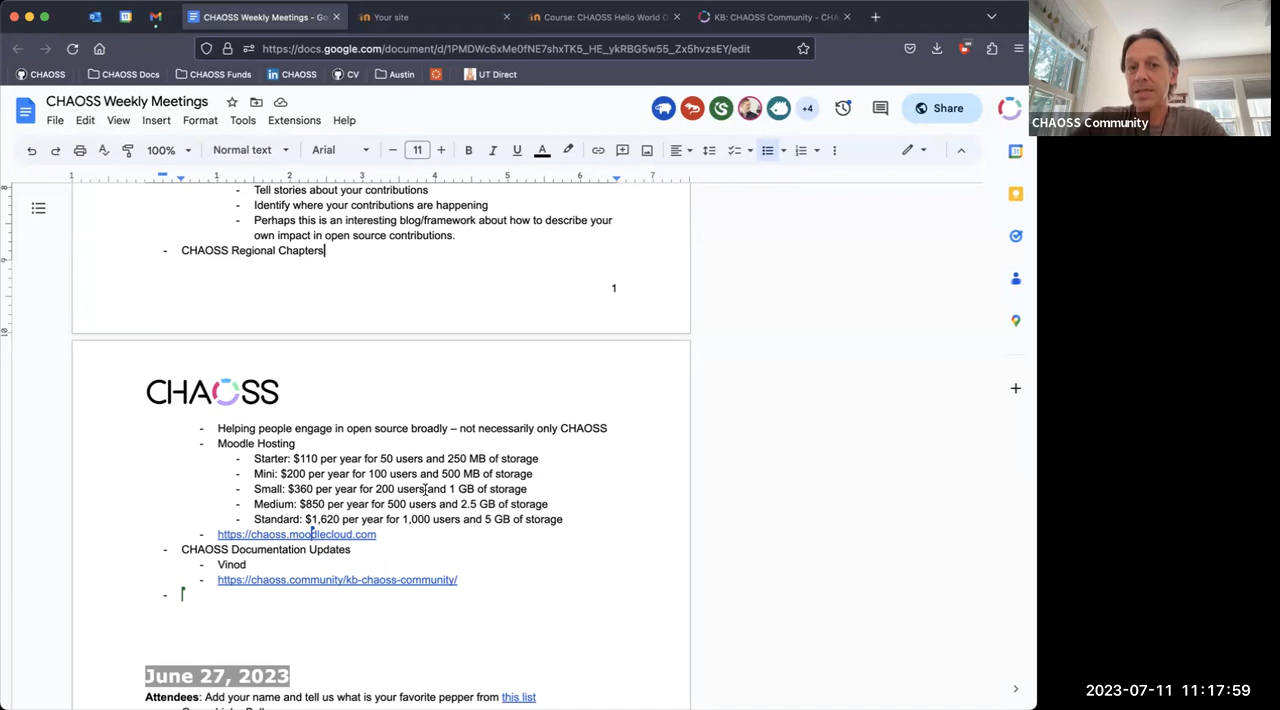 CHAOSS Weekly Meetings - Go
Your site
Course: CHAOSS Hello World C
KB: CHAOSS Community - CHA
https://docs.google.com/document/d/1PMDWc6xMe0fNE7shxTK5_HE_ykRBG5w55_Zx5hvzsEY/edit
CHAOSS
CHAOSS Docs
CHAOSS Funds
CHAOSS
CV
Austin
UT Direct
CHAOSS Weekly Meetings
File Edit View Insert Format Tools Extensions Help
+4
Share
100% Normal text Arial 11
1 1 2 3 4 5 6 7
- Tell stories about your contributions
- Identify where your contributions are happening
- Perhaps this is an interesting blog/framework about how to describe your
own impact in open source contributions.
- CHAOSS Regional Chapters
1
CHAOSS
- Helping people engage in open source broadly – not necessarily only CHAOSS
- Moodle Hosting
- Starter: $110 per year for 50 users and 250 MB of storage
- Mini: $200 per year for 100 users and 500 MB of storage
- Small: $360 per year for 200 users and 1 GB of storage
- Medium: $850 per year for 500 users and 2.5 GB of storage
- Standard: $1,620 per year for 1,000 users and 5 GB of storage
- https://chaoss.moodlecloud.com
- CHAOSS Documentation Updates
- Vinod
- https://chaoss.community/kb-chaoss-community/
-
June 27, 2023
Attendees: Add your name and tell us what is your favorite pepper from this list
CHAOSS Community
2023-07-11 11:17:59